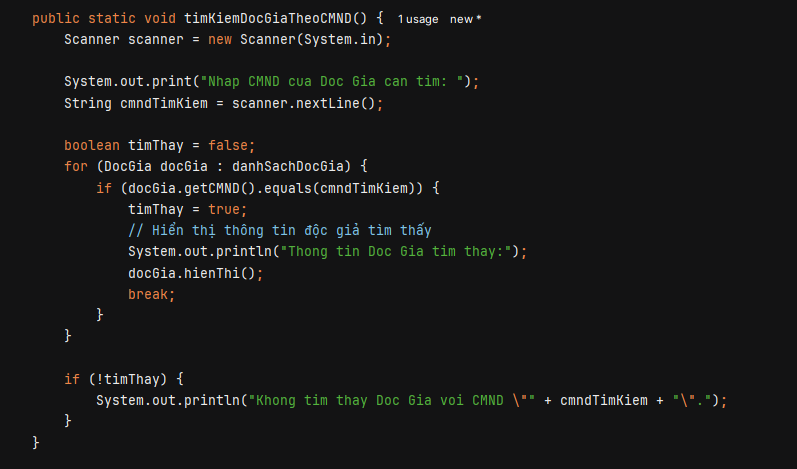 public static void timKiemDocGiaTheoCMND() { 1 usage new *
Scanner scanner = new Scanner(System.in);
System.out.print("Nhap CMND cua Doc Gia can tim: ");
String cmndTimKiem = scanner.nextLine();
boolean timThay = false;
for (DocGia docGia : danhSachDocGia) {
if (docGia.getCMND().equals(cmndTimKiem)) {
timThay = true;
// Hiển thị thông tin độc giả tìm thấy
System.out.println("Thong tin Doc Gia tim thay:");
docGia.hienThi();
break;
}
}
if (!timThay) {
System.out.println("Khong tim thay Doc Gia voi CMND \"" + cmndTimKiem + "\".");
}
}